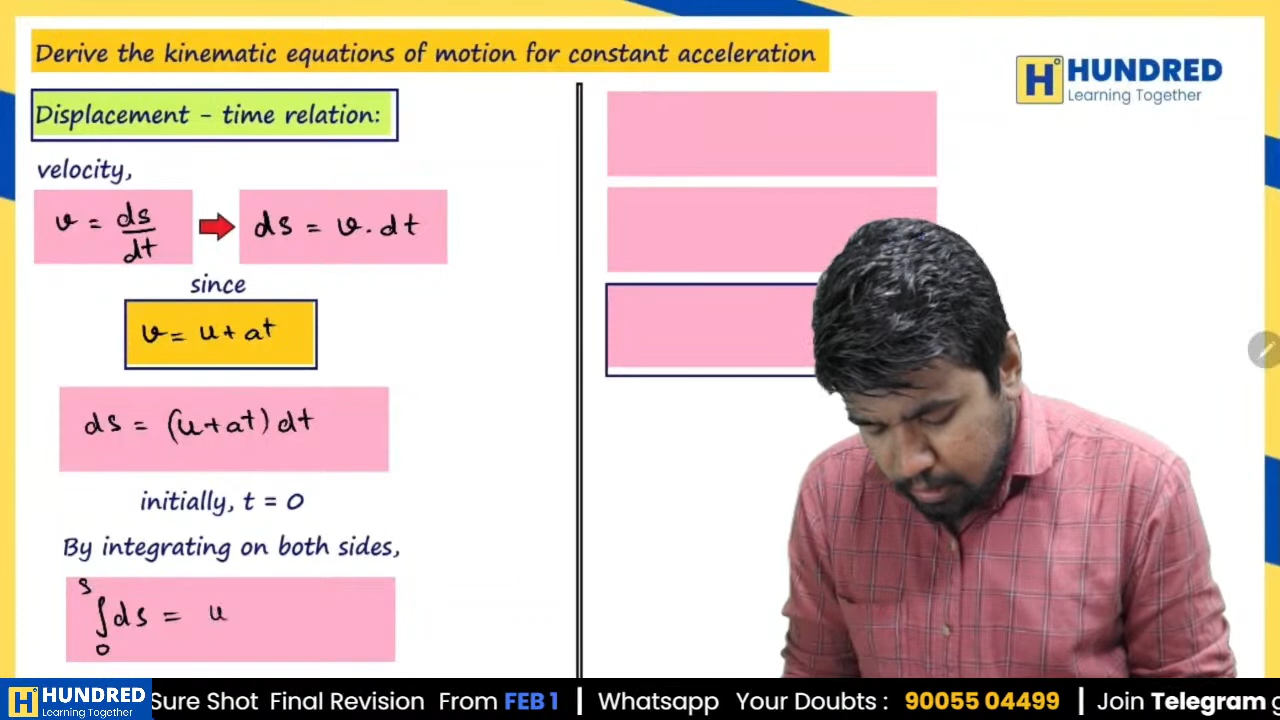 Derive the kinematic equations of motion for constant acceleration
HUNDRED
Learning Together
Displacement - time relation:
velocity,
v = ds/dt
ds = v . dt
since
v = u + at
ds = (u + at) dt
initially, t = 0
By integrating on both sides,
∫₀ˢ ds = u
HUNDRED
Learning Together
Sure Shot Final Revision From FEB 1 | Whatsapp Your Doubts : 90055 04499 | Join Telegram g